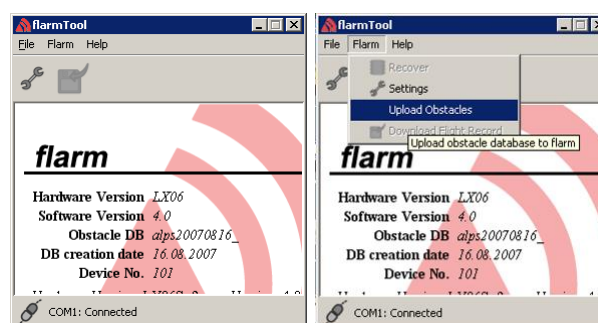 flarmTool
File Flarm Help
flarm
Hardware Version LX06
Software Version 4.0
Obstacle DB alps20070816_
DB creation date 16.08.2007
Device No. 101
COM1: Connected
flarmTool
File Flarm Help
Recover
Settings
Upload Obstacles
Download Flight Record
Upload obstacle database to flarm
flarm
Hardware Version LX06
Software Version 4.0
Obstacle DB alps20070816_
DB creation date 16.08.2007
Device No. 101
COM1: Connected